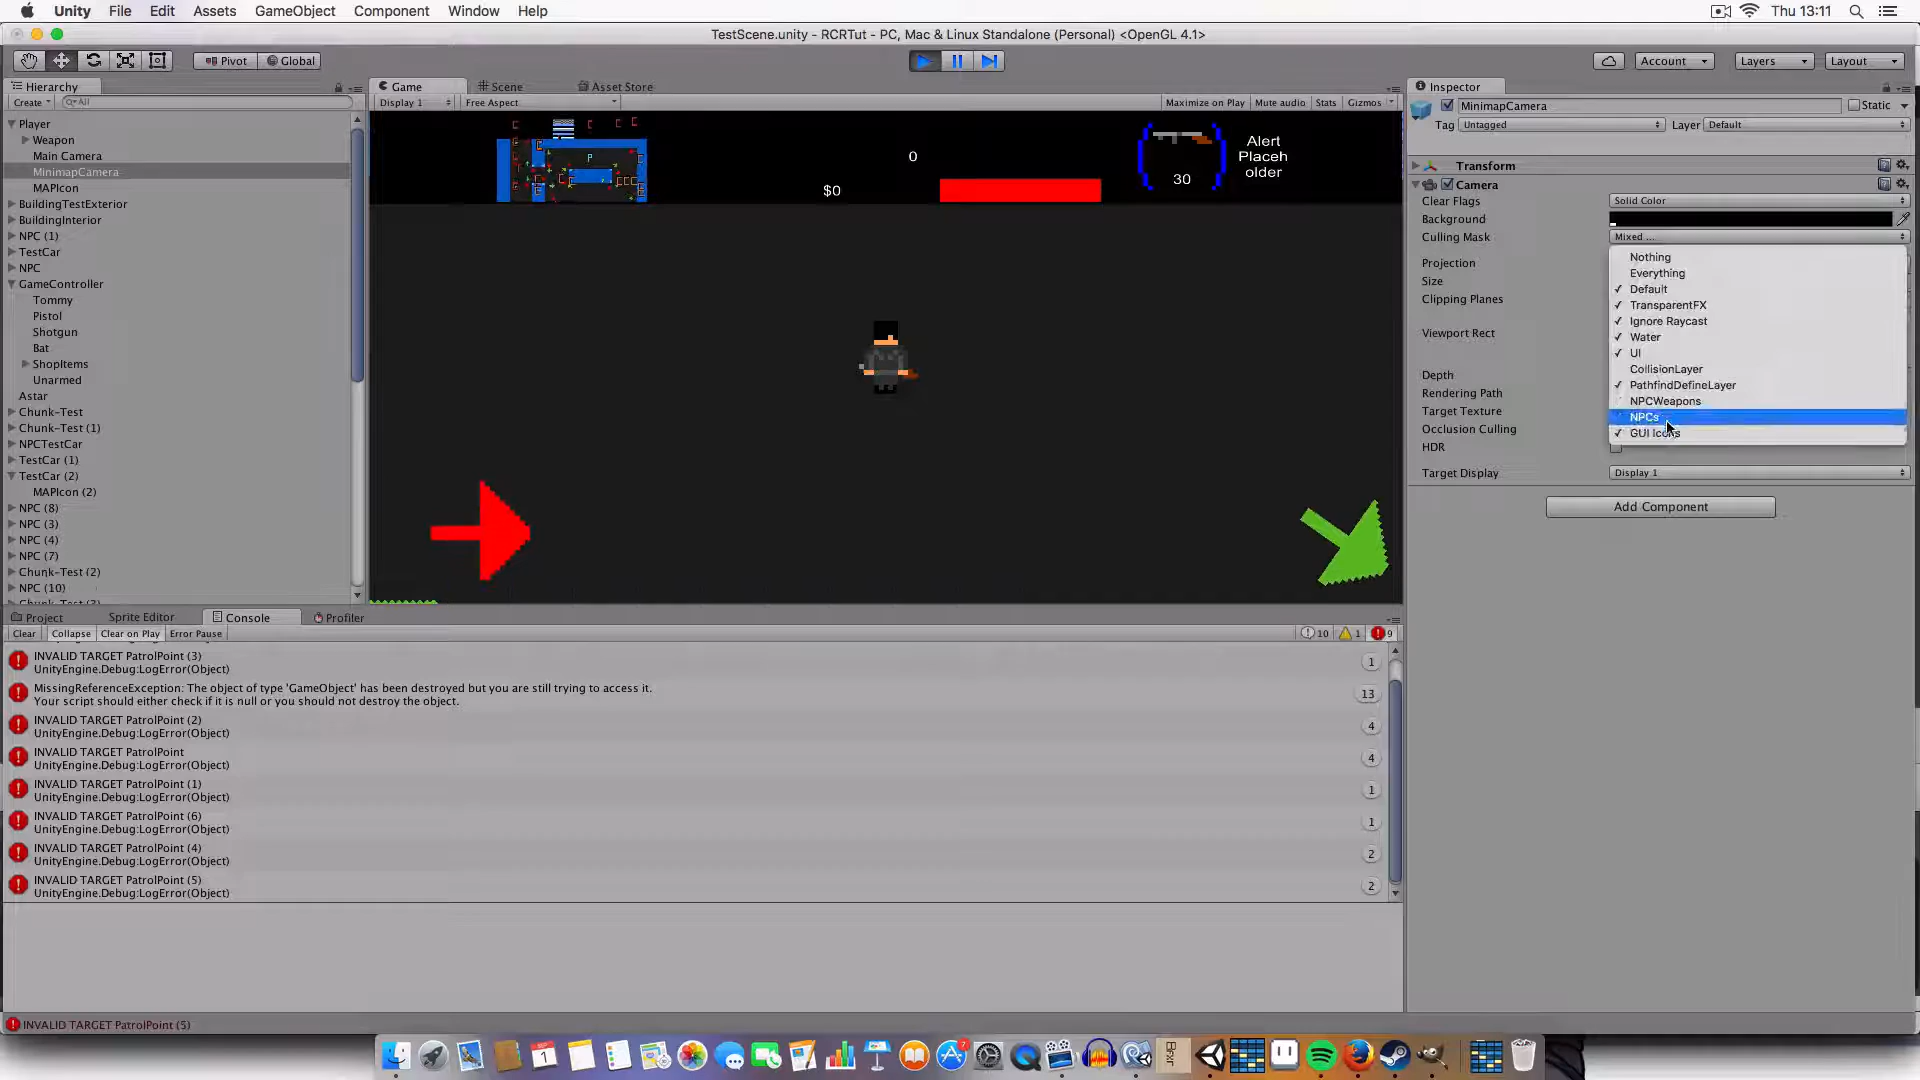 Unity File Edit Assets GameObject Component Window Help Thu 13:11
TestScene.unity - RCRTut - PC, Mac & Linux Standalone (Personal) <OpenGL 4.1>
Pivot Global Account Layers Layout
Hierarchy
Create All
Player
Weapon
Main Camera
MinimapCamera
MAPIcon
BuildingTestExterior
BuildingInterior
NPC (1)
TestCar
NPC
GameController
Tommy
Pistol
Shotgun
Bat
ShopItems
Unarmed
Astar
Chunk-Test
Chunk-Test (1)
NPCTestCar
TestCar (1)
TestCar (2)
MAPIcon (2)
NPC (8)
NPC (3)
NPC (4)
NPC (7)
Chunk-Test (2)
NPC (10)
Chunk-Test (3)
Game Scene Asset Store
Display 1 Free Aspect Maximize on Play Mute audio Stats Gizmos
P
0
$0
30
Alert
Placeh
older
Inspector
MinimapCamera Static
Tag Untagged Layer Default
Transform
Camera
Clear Flags Solid Color
Background
Culling Mask Mixed ...
Projection
Size
Clipping Planes
Viewport Rect
Depth
Rendering Path
Target Texture
Occlusion Culling
HDR
Target Display Display 1
Nothing
Everything
Default
TransparentFX
Ignore Raycast
Water
UI
CollisionLayer
PathfindDefineLayer
NPCWeapons
NPCs
GUI Icons
Add Component
Project Sprite Editor Console Profiler
Clear Collapse Clear on Play Error Pause 10 1 9
INVALID TARGET PatrolPoint (3)
UnityEngine.Debug:LogError(Object)
1
MissingReferenceException: The object of type 'GameObject' has been destroyed but you are still trying to access it.
Your script should either check if it is null or you should not destroy the object.
13
INVALID TARGET PatrolPoint (2)
UnityEngine.Debug:LogError(Object)
4
INVALID TARGET PatrolPoint
UnityEngine.Debug:LogError(Object)
4
INVALID TARGET PatrolPoint (1)
UnityEngine.Debug:LogError(Object)
1
INVALID TARGET PatrolPoint (6)
UnityEngine.Debug:LogError(Object)
1
INVALID TARGET PatrolPoint (4)
UnityEngine.Debug:LogError(Object)
2
INVALID TARGET PatrolPoint (5)
UnityEngine.Debug:LogError(Object)
2
INVALID TARGET PatrolPoint (5)